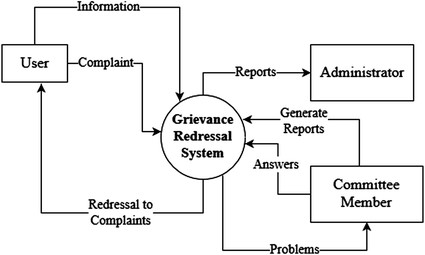 Information
User
Complaint
Reports
Administrator
Grievance
Redressal
System
Generate
Reports
Answers
Committee
Member
Redressal to
Complaints
Problems